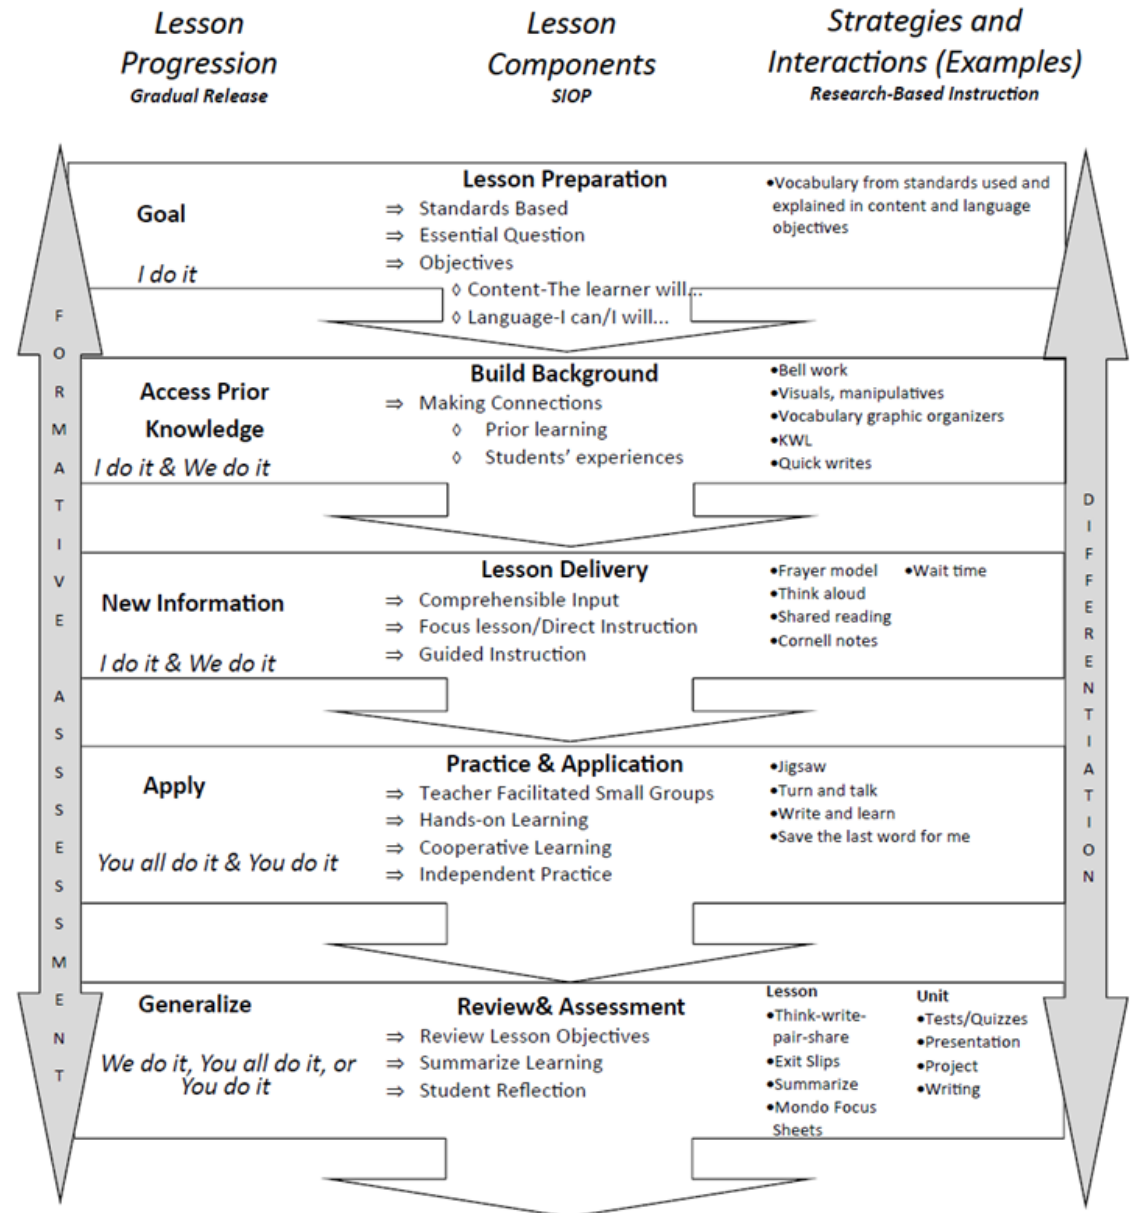 Lesson
Progression
Gradual Release
Lesson
Components
SIOP
Strategies and
Interactions (Examples)
Research-Based Instruction
FORMATIVE ASSESSMENT
Goal
I do it
Lesson Preparation
⇒ Standards Based
⇒ Essential Question
⇒ Objectives
◊ Content-The learner will...
◊ Language-I can/I will...
•Vocabulary from standards used and
explained in content and language
objectives
Access Prior
Knowledge
I do it & We do it
Build Background
⇒ Making Connections
◊ Prior learning
◊ Students’ experiences
•Bell work
•Visuals, manipulatives
•Vocabulary graphic organizers
•KWL
•Quick writes
New Information
I do it & We do it
Lesson Delivery
⇒ Comprehensible Input
⇒ Focus lesson/Direct Instruction
⇒ Guided Instruction
•Frayer model •Wait time
•Think aloud
•Shared reading
•Cornell notes
Apply
You all do it & You do it
Practice & Application
⇒ Teacher Facilitated Small Groups
⇒ Hands-on Learning
⇒ Cooperative Learning
⇒ Independent Practice
•Jigsaw
•Turn and talk
•Write and learn
•Save the last word for me
Generalize
We do it, You all do it, or
You do it
Review& Assessment
⇒ Review Lesson Objectives
⇒ Summarize Learning
⇒ Student Reflection
Lesson
•Think-write-
pair-share
•Exit Slips
•Summarize
•Mondo Focus
Sheets
Unit
•Tests/Quizzes
•Presentation
•Project
•Writing
DIFFERENTIATION